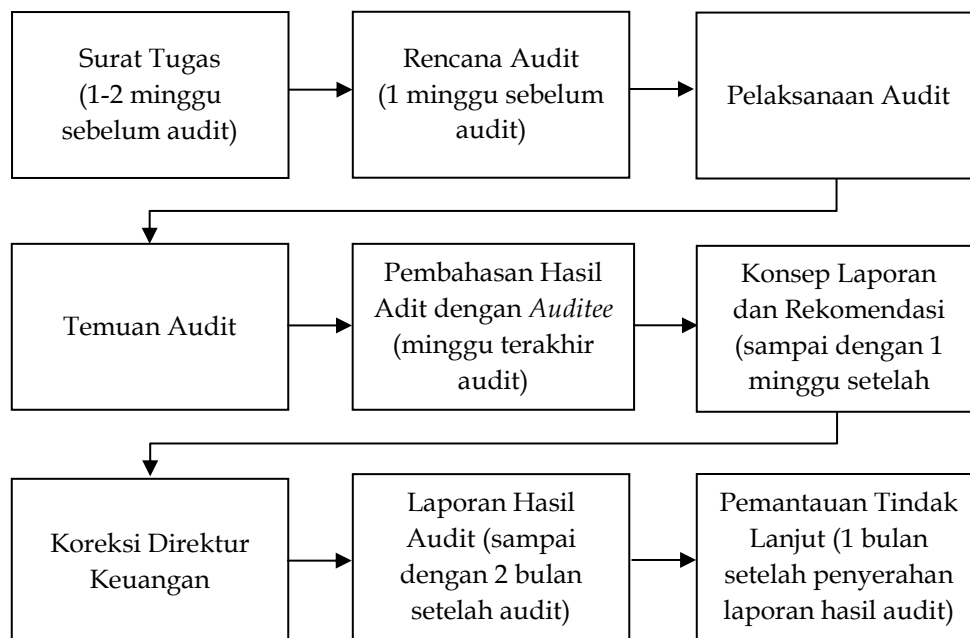 Surat Tugas
(1-2 minggu
sebelum audit)
Rencana Audit
(1 minggu sebelum
audit)
Pelaksanaan Audit
Temuan Audit
Pembahasan Hasil
Adit dengan Auditee
(minggu terakhir
audit)
Konsep Laporan
dan Rekomendasi
(sampai dengan 1
minggu setelah
Koreksi Direktur
Keuangan
Laporan Hasil
Audit (sampai
dengan 2 bulan
setelah audit)
Pemantauan Tindak
Lanjut (1 bulan
setelah penyerahan
laporan hasil audit)